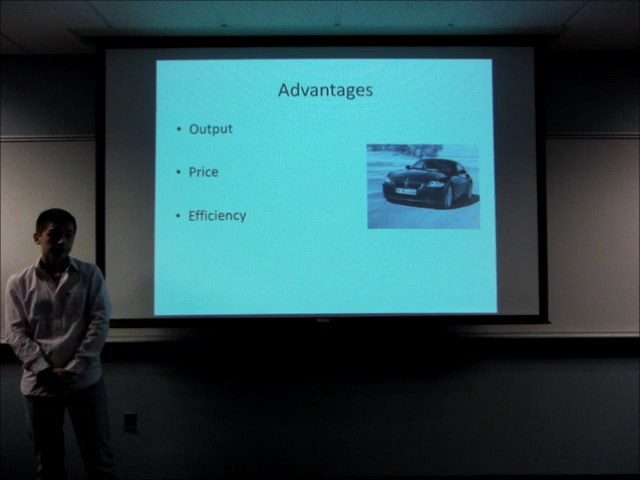 Advantages
• Output
• Price
• Efficiency